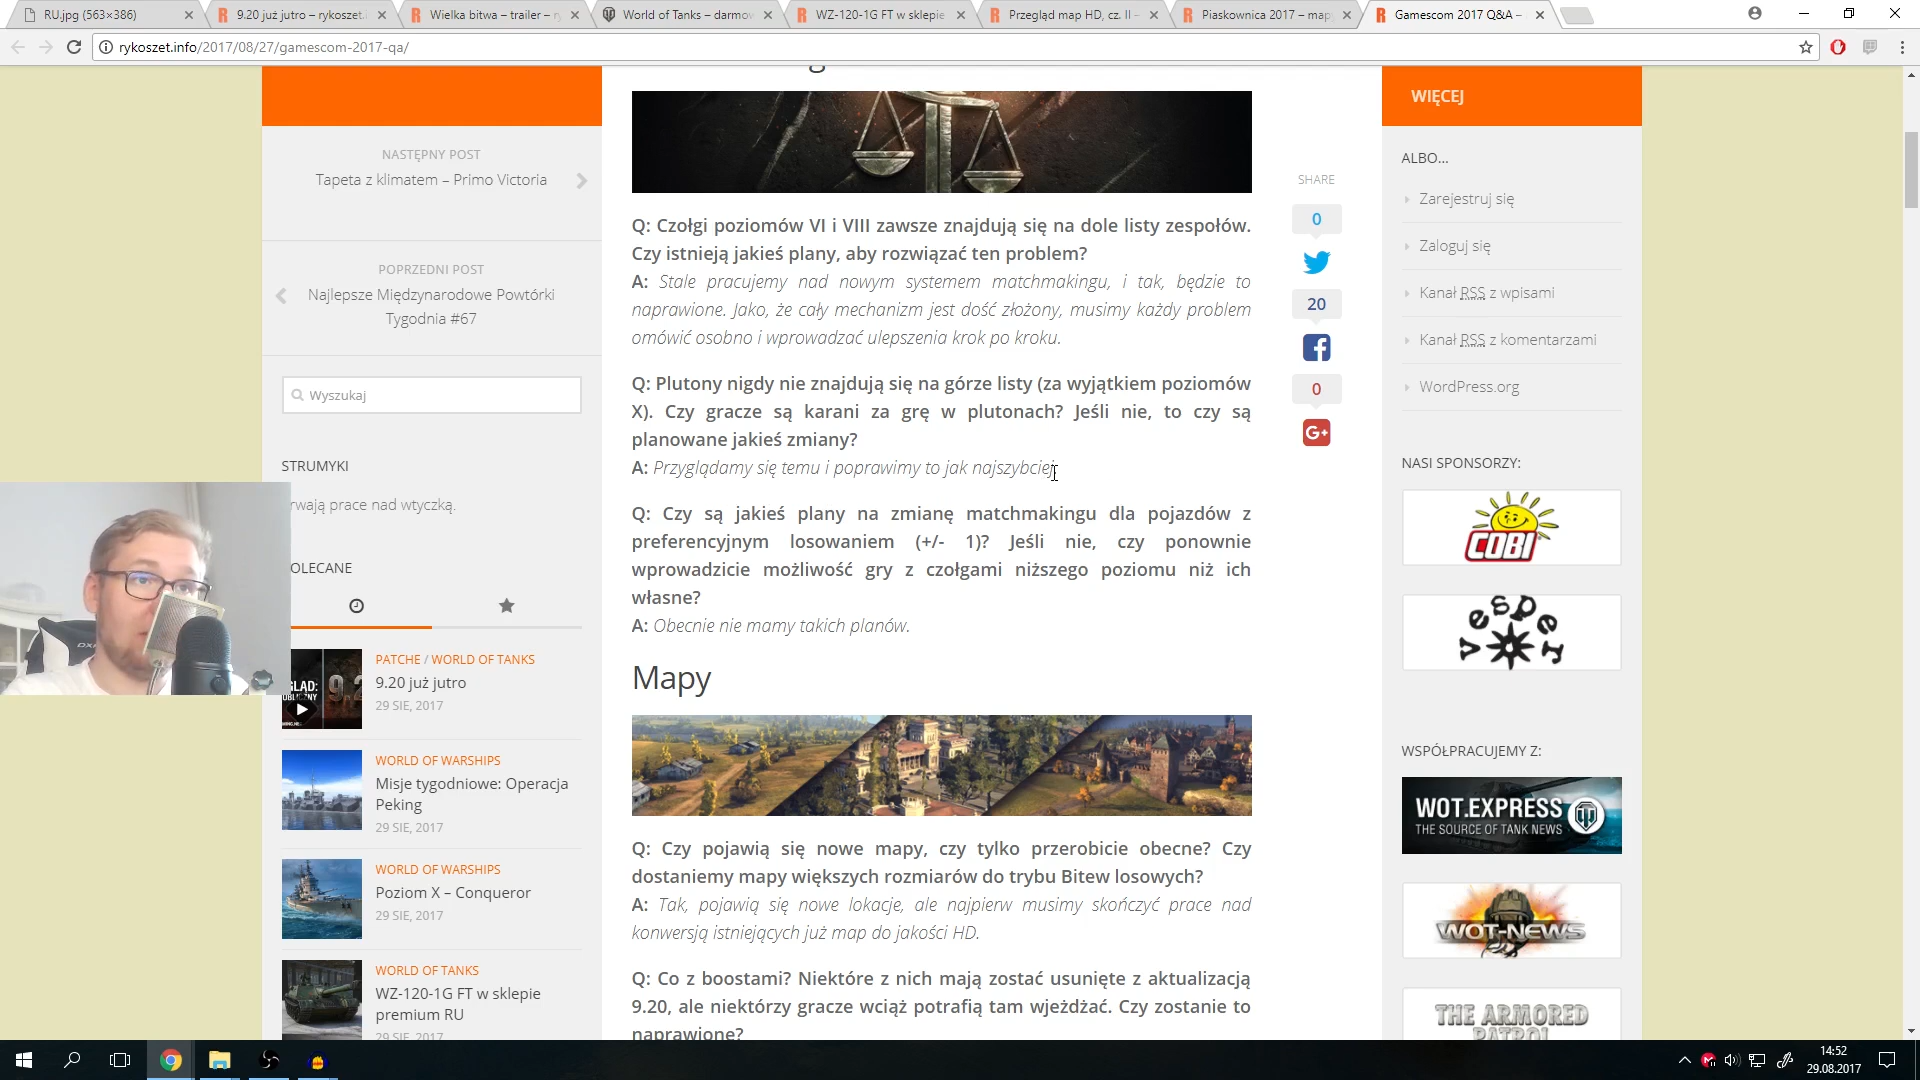 RU.jpg (563×386)
9.20 już jutro – rykoszet.
Wielka bitwa – trailer – r
World of Tanks – darmov
WZ-120-1G FT w sklepie
Przegląd map HD, cz. II –
Piaskownica 2017 – map
Gamescom 2017 Q&A –
rykoszet.info/2017/08/27/gamescom-2017-qa/
NASTĘPNY POST
Tapeta z klimatem – Primo Victoria
POPRZEDNI POST
Najlepsze Międzynarodowe Powtórki
Tygodnia #67
Wyszukaj
STRUMYKI
rwają prace nad wtyczką.
OLECANE
PATCHE / WORLD OF TANKS
9.20 już jutro
29 SIE, 2017
WORLD OF WARSHIPS
Misje tygodniowe: Operacja
Peking
29 SIE, 2017
WORLD OF WARSHIPS
Poziom X – Conqueror
29 SIE, 2017
WORLD OF TANKS
WZ-120-1G FT w sklepie
premium RU
29 SIE, 2017
Q: Czołgi poziomów VI i VIII zawsze znajdują się na dole listy zespołów.
Czy istnieją jakieś plany, aby rozwiązać ten problem?
A: Stale pracujemy nad nowym systemem matchmakingu, i tak, będzie to
naprawione. Jako, że cały mechanizm jest dość złożony, musimy każdy problem
omówić osobno i wprowadzać ulepszenia krok po kroku.
Q: Plutony nigdy nie znajdują się na górze listy (za wyjątkiem poziomów
X). Czy gracze są karani za grę w plutonach? Jeśli nie, to czy są
planowane jakieś zmiany?
A: Przyglądamy się temu i poprawimy to jak najszybciej.
Q: Czy są jakieś plany na zmianę matchmakingu dla pojazdów z
preferencyjnym losowaniem (+/- 1)? Jeśli nie, czy ponownie
wprowadzicie możliwość gry z czołgami niższego poziomu niż ich
własne?
A: Obecnie nie mamy takich planów.
Mapy
Q: Czy pojawią się nowe mapy, czy tylko przerobicie obecne? Czy
dostaniemy mapy większych rozmiarów do trybu Bitew losowych?
A: Tak, pojawią się nowe lokacje, ale najpierw musimy skończyć prace nad
konwersją istniejących już map do jakości HD.
Q: Co z boostami? Niektóre z nich mają zostać usunięte z aktualizacją
9.20, ale niektórzy gracze wciąż potrafią tam wjeżdżać. Czy zostanie to
naprawione?
SHARE
0
20
0
G+
WIĘCEJ
ALBO...
Zarejestruj się
Zaloguj się
Kanał RSS z wpisami
Kanał RSS z komentarzami
WordPress.org
NASI SPONSORZY:
COBI
vesper
WSPÓŁPRACUJEMY Z:
WOT.EXPRESS
THE SOURCE OF TANK NEWS
WOT-NEWS
THE ARMORED
PATROL
14:52
29.08.2017